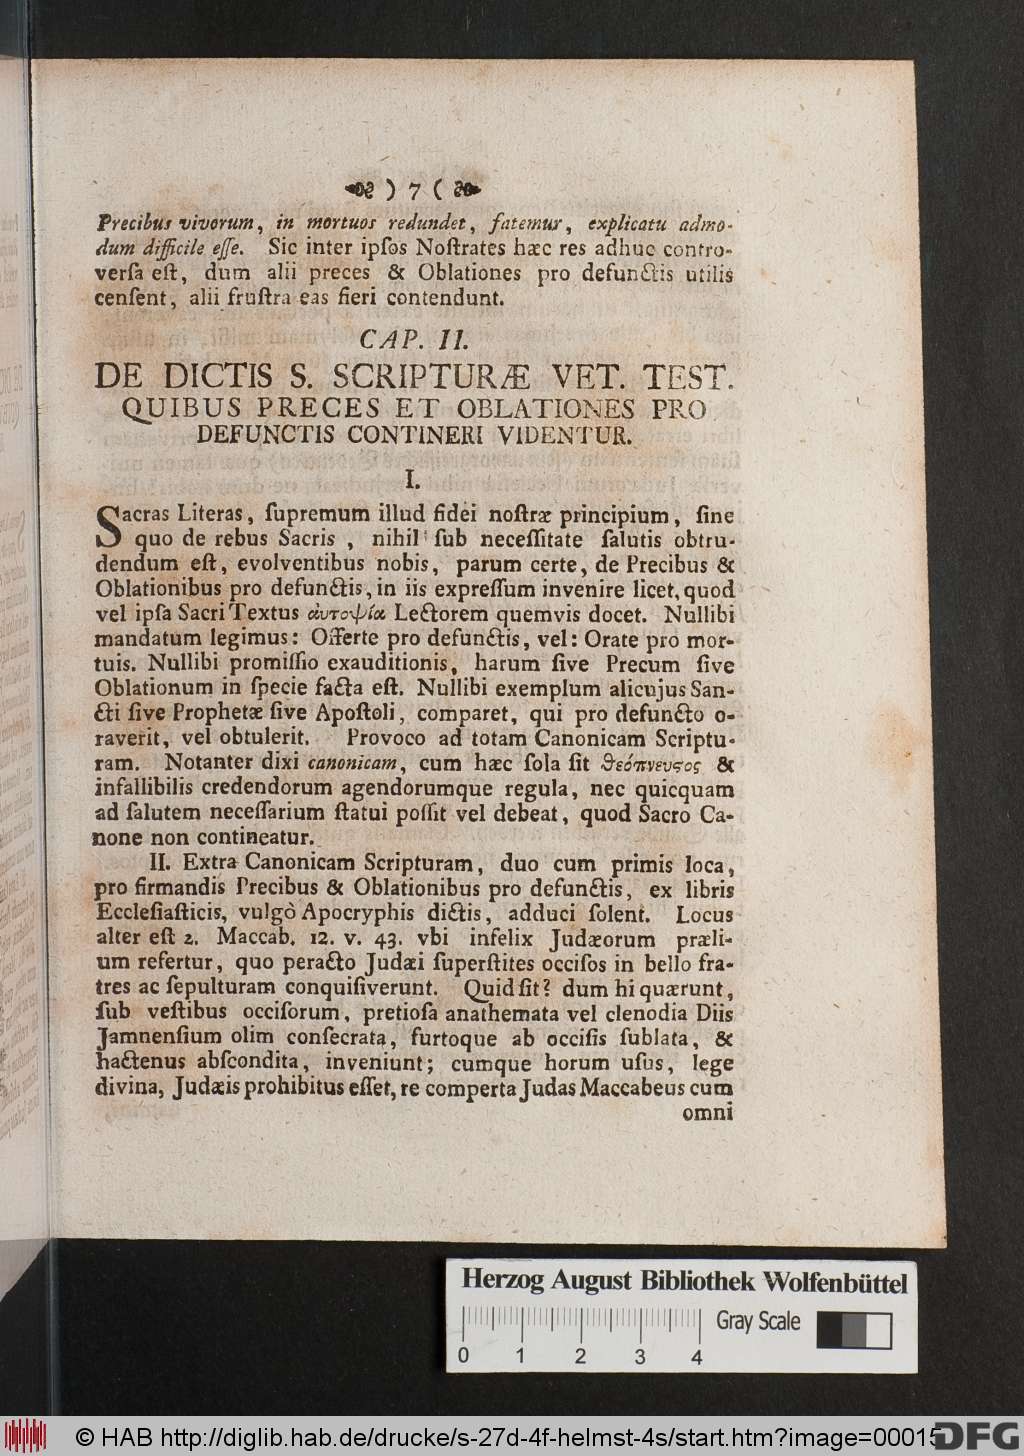 ) 7 (
Precibus vivorum, in mortuos redundet, fatemur, explicatu admo-
dum difficile eſſe. Sic inter ipſos Noſtrates hæc res adhuc contro-
verſa eſt, dum alii preces & Oblationes pro defunctis utilis
cenſent, alii fruſtra eas fieri contendunt.
CAP. II.
DE DICTIS S. SCRIPTURÆ VET. TEST.
QUIBUS PRECES ET OBLATIONES PRO
DEFUNCTIS CONTINERI VIDENTUR.
I.
Sacras Literas, ſupremum illud fidei noſtræ principium, ſine
quo de rebus Sacris, nihil ſub neceſſitate ſalutis obtru-
dendum eſt, evolventibus nobis, parum certe, de Precibus &
Oblationibus pro defunctis, in iis expreſſum invenire licet, quod
vel ipſa Sacri Textus ἀυτοψία Lectorem quemvis docet. Nullibi
mandatum legimus: Offerte pro defunctis, vel: Orate pro mor-
tuis. Nullibi promiſſio exauditionis, harum ſive Precum ſive
Oblationum in ſpecie facta eſt. Nullibi exemplum alicujus San-
cti ſive Prophetæ ſive Apoſtoli, comparet, qui pro defuncto o-
raverit, vel obtulerit. Provoco ad totam Canonicam Scriptu-
ram. Notanter dixi canonicam, cum hæc ſola ſit θεόπνευςος &
infallibilis credendorum agendorumque regula, nec quicquam
ad ſalutem neceſſarium ſtatui poſſit vel debeat, quod Sacro Ca-
none non contineatur.
II. Extra Canonicam Scripturam, duo cum primis loca,
pro firmandis Precibus & Oblationibus pro defunctis, ex libris
Eccleſiaſticis, vulgò Apocryphis dictis, adduci ſolent. Locus
alter eſt 2. Maccab. 12. v. 43. vbi infelix Judæorum præli-
um refertur, quo peracto Judæi ſuperſtites occiſos in bello fra-
tres ac ſepulturam conquiſiverunt. Quid fit? dum hi quærunt,
ſub veſtibus occiſorum, pretioſa anathemata vel clenodia Diis
Jamnenſium olim conſecrata, furtoque ab occiſis ſublata, &
hactenus abſcondita, inveniunt; cumque horum uſus, lege
divina, Judæis prohibitus eſſet, re comperta Judas Maccabeus cum
omni
Herzog August Bibliothek Wolfenbüttel
Gray Scale
0 1 2 3 4
© HAB http://diglib.hab.de/drucke/s-27d-4f-helmst-4s/start.htm?image=00015
DFG